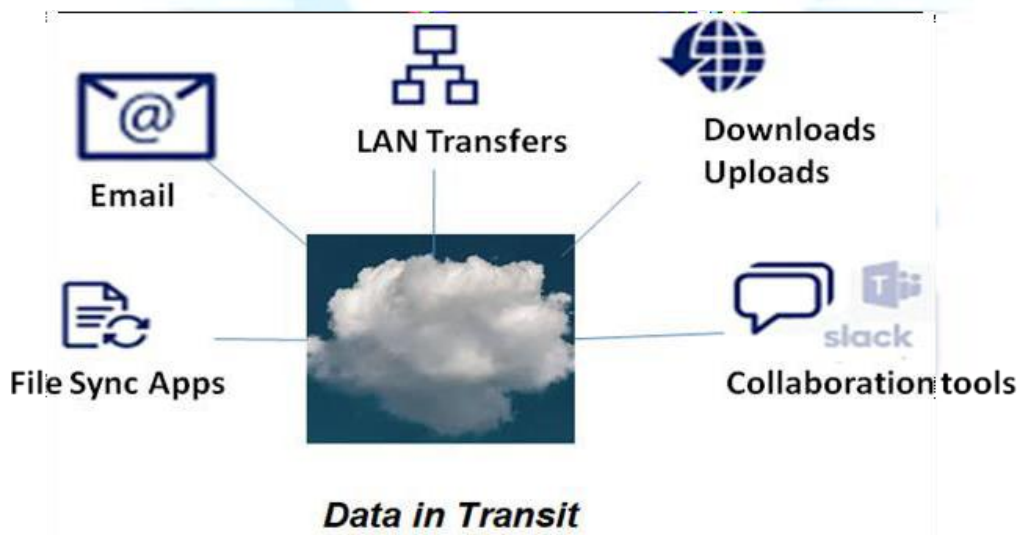 @
LAN Transfers
Downloads
Uploads
Email
T
slack
File Sync Apps
Collaboration tools
Data in Transit